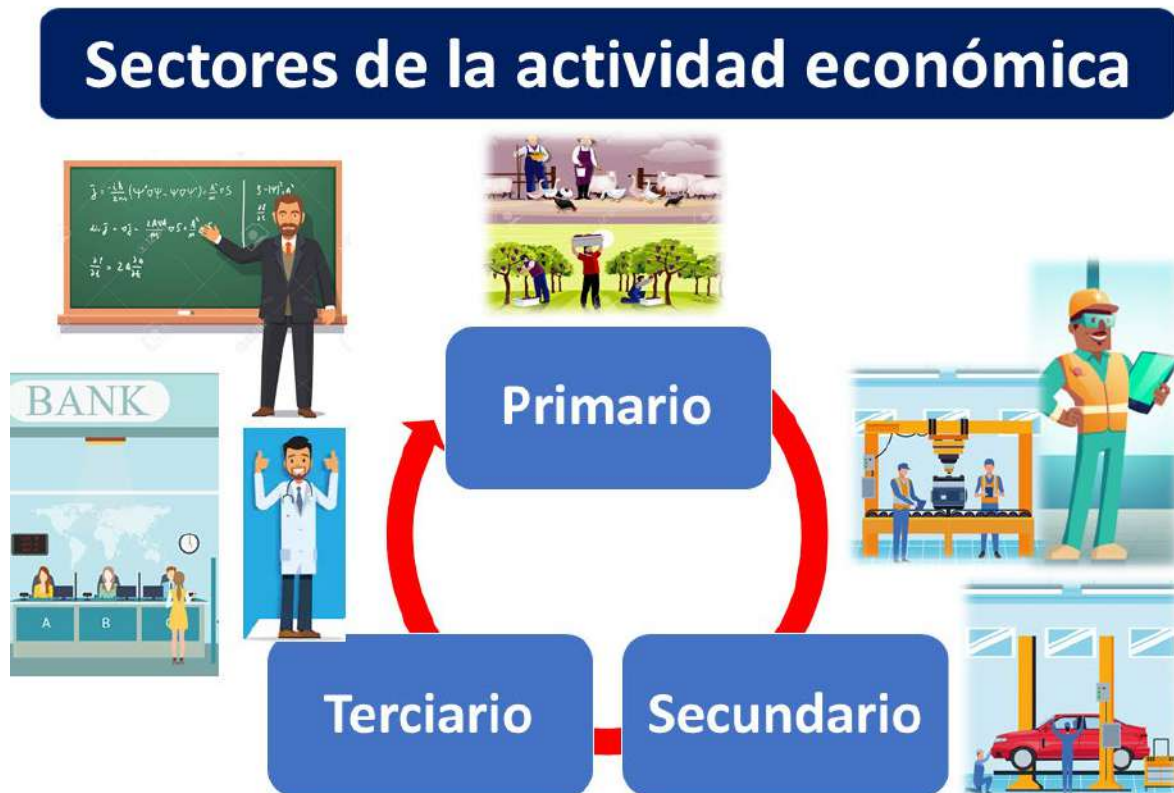 Sectores de la actividad económica
BANK
A B
Primario
Terciario
Secundario